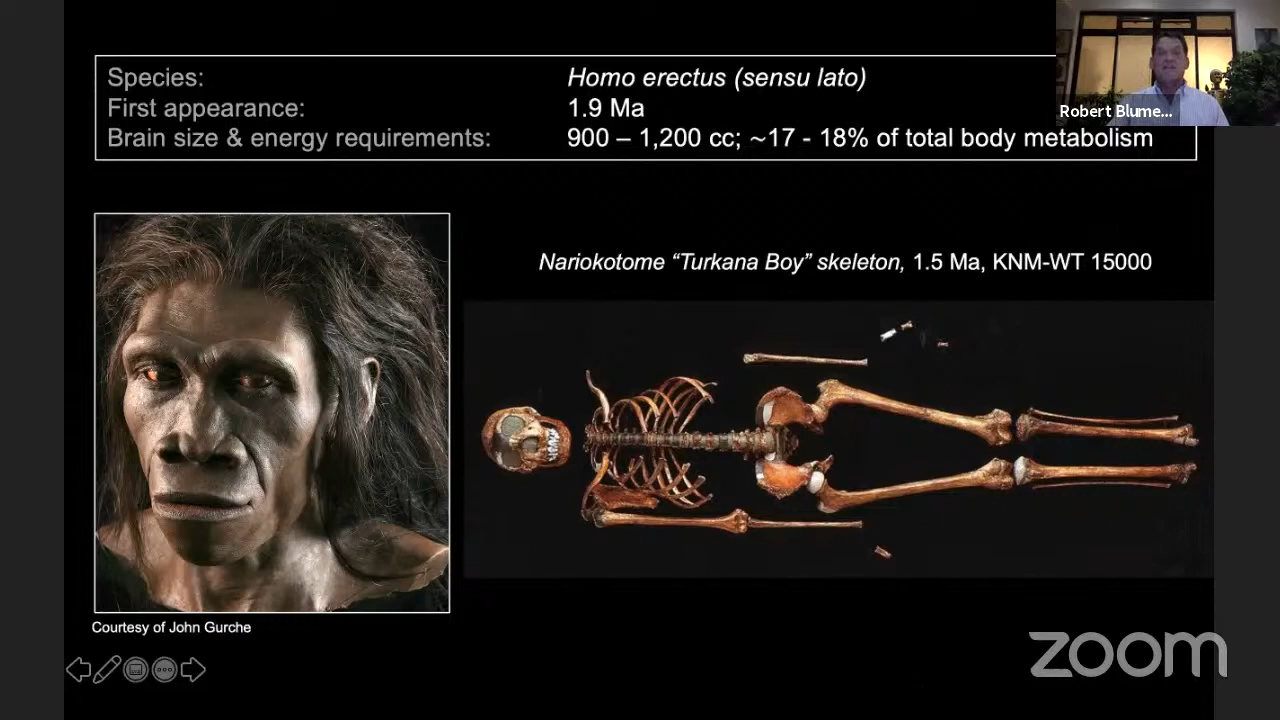 Species: Homo erectus (sensu lato)
First appearance: 1.9 Ma
Brain size & energy requirements: 900 – 1,200 cc; ~17 - 18% of total body metabolism
Robert Blume...
Nariokotome “Turkana Boy” skeleton, 1.5 Ma, KNM-WT 15000
Courtesy of John Gurche
zoom